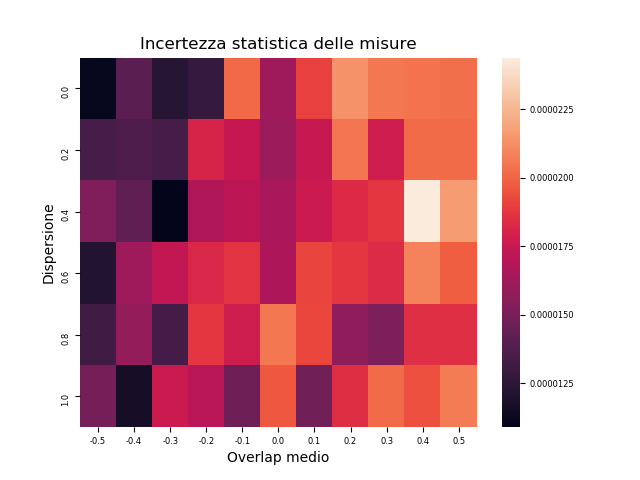 Incertezza statistica delle misure
Dispersione
0.0
0.2
0.4
0.6
0.8
1.0
-0.5 -0.4 -0.3 -0.2 -0.1 0.0 0.1 0.2 0.3 0.4 0.5
Overlap medio
0.0000225
0.0000200
0.0000175
0.0000150
0.0000125